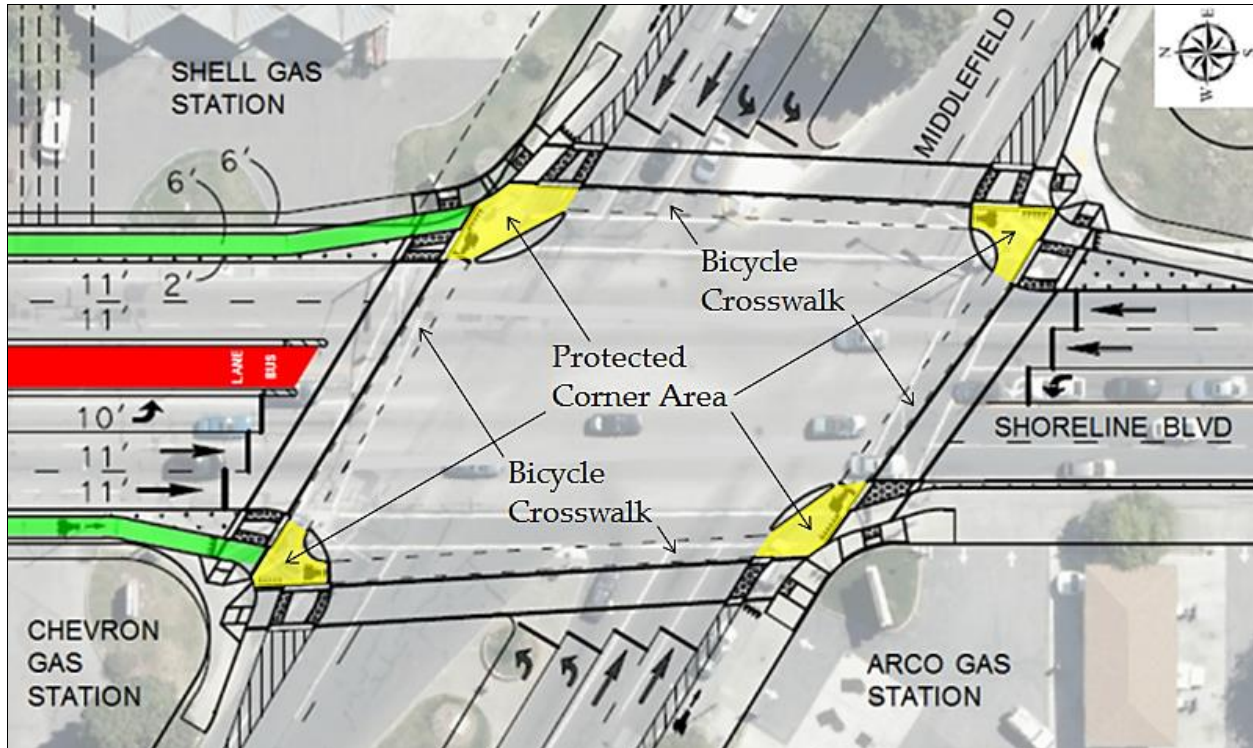 SHELL GAS
STATION
MIDDLEFIELD
E
N
S
W
6'
6'
11'
2'
11'
Bicycle
Crosswalk
LANE
BUS
Protected
Corner Area
10'
11'
11'
SHORELINE BLVD
Bicycle
Crosswalk
CHEVRON
GAS
STATION
ARCO GAS
STATION